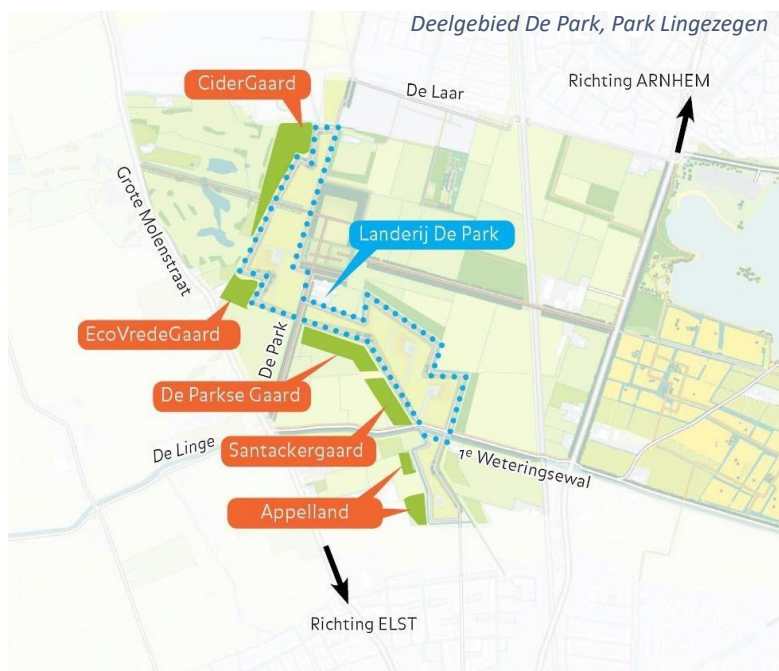 Deelgebied De Park, Park Lingezegen
CiderGaard
De Laar
Richting ARNHEM
Grote Molenstraat
Landerij De Park
EcoVredeGaard
De Park
De Parkse Gaard
De Linge
Santackergaard
1e Weteringsewal
Appelland
Richting ELST